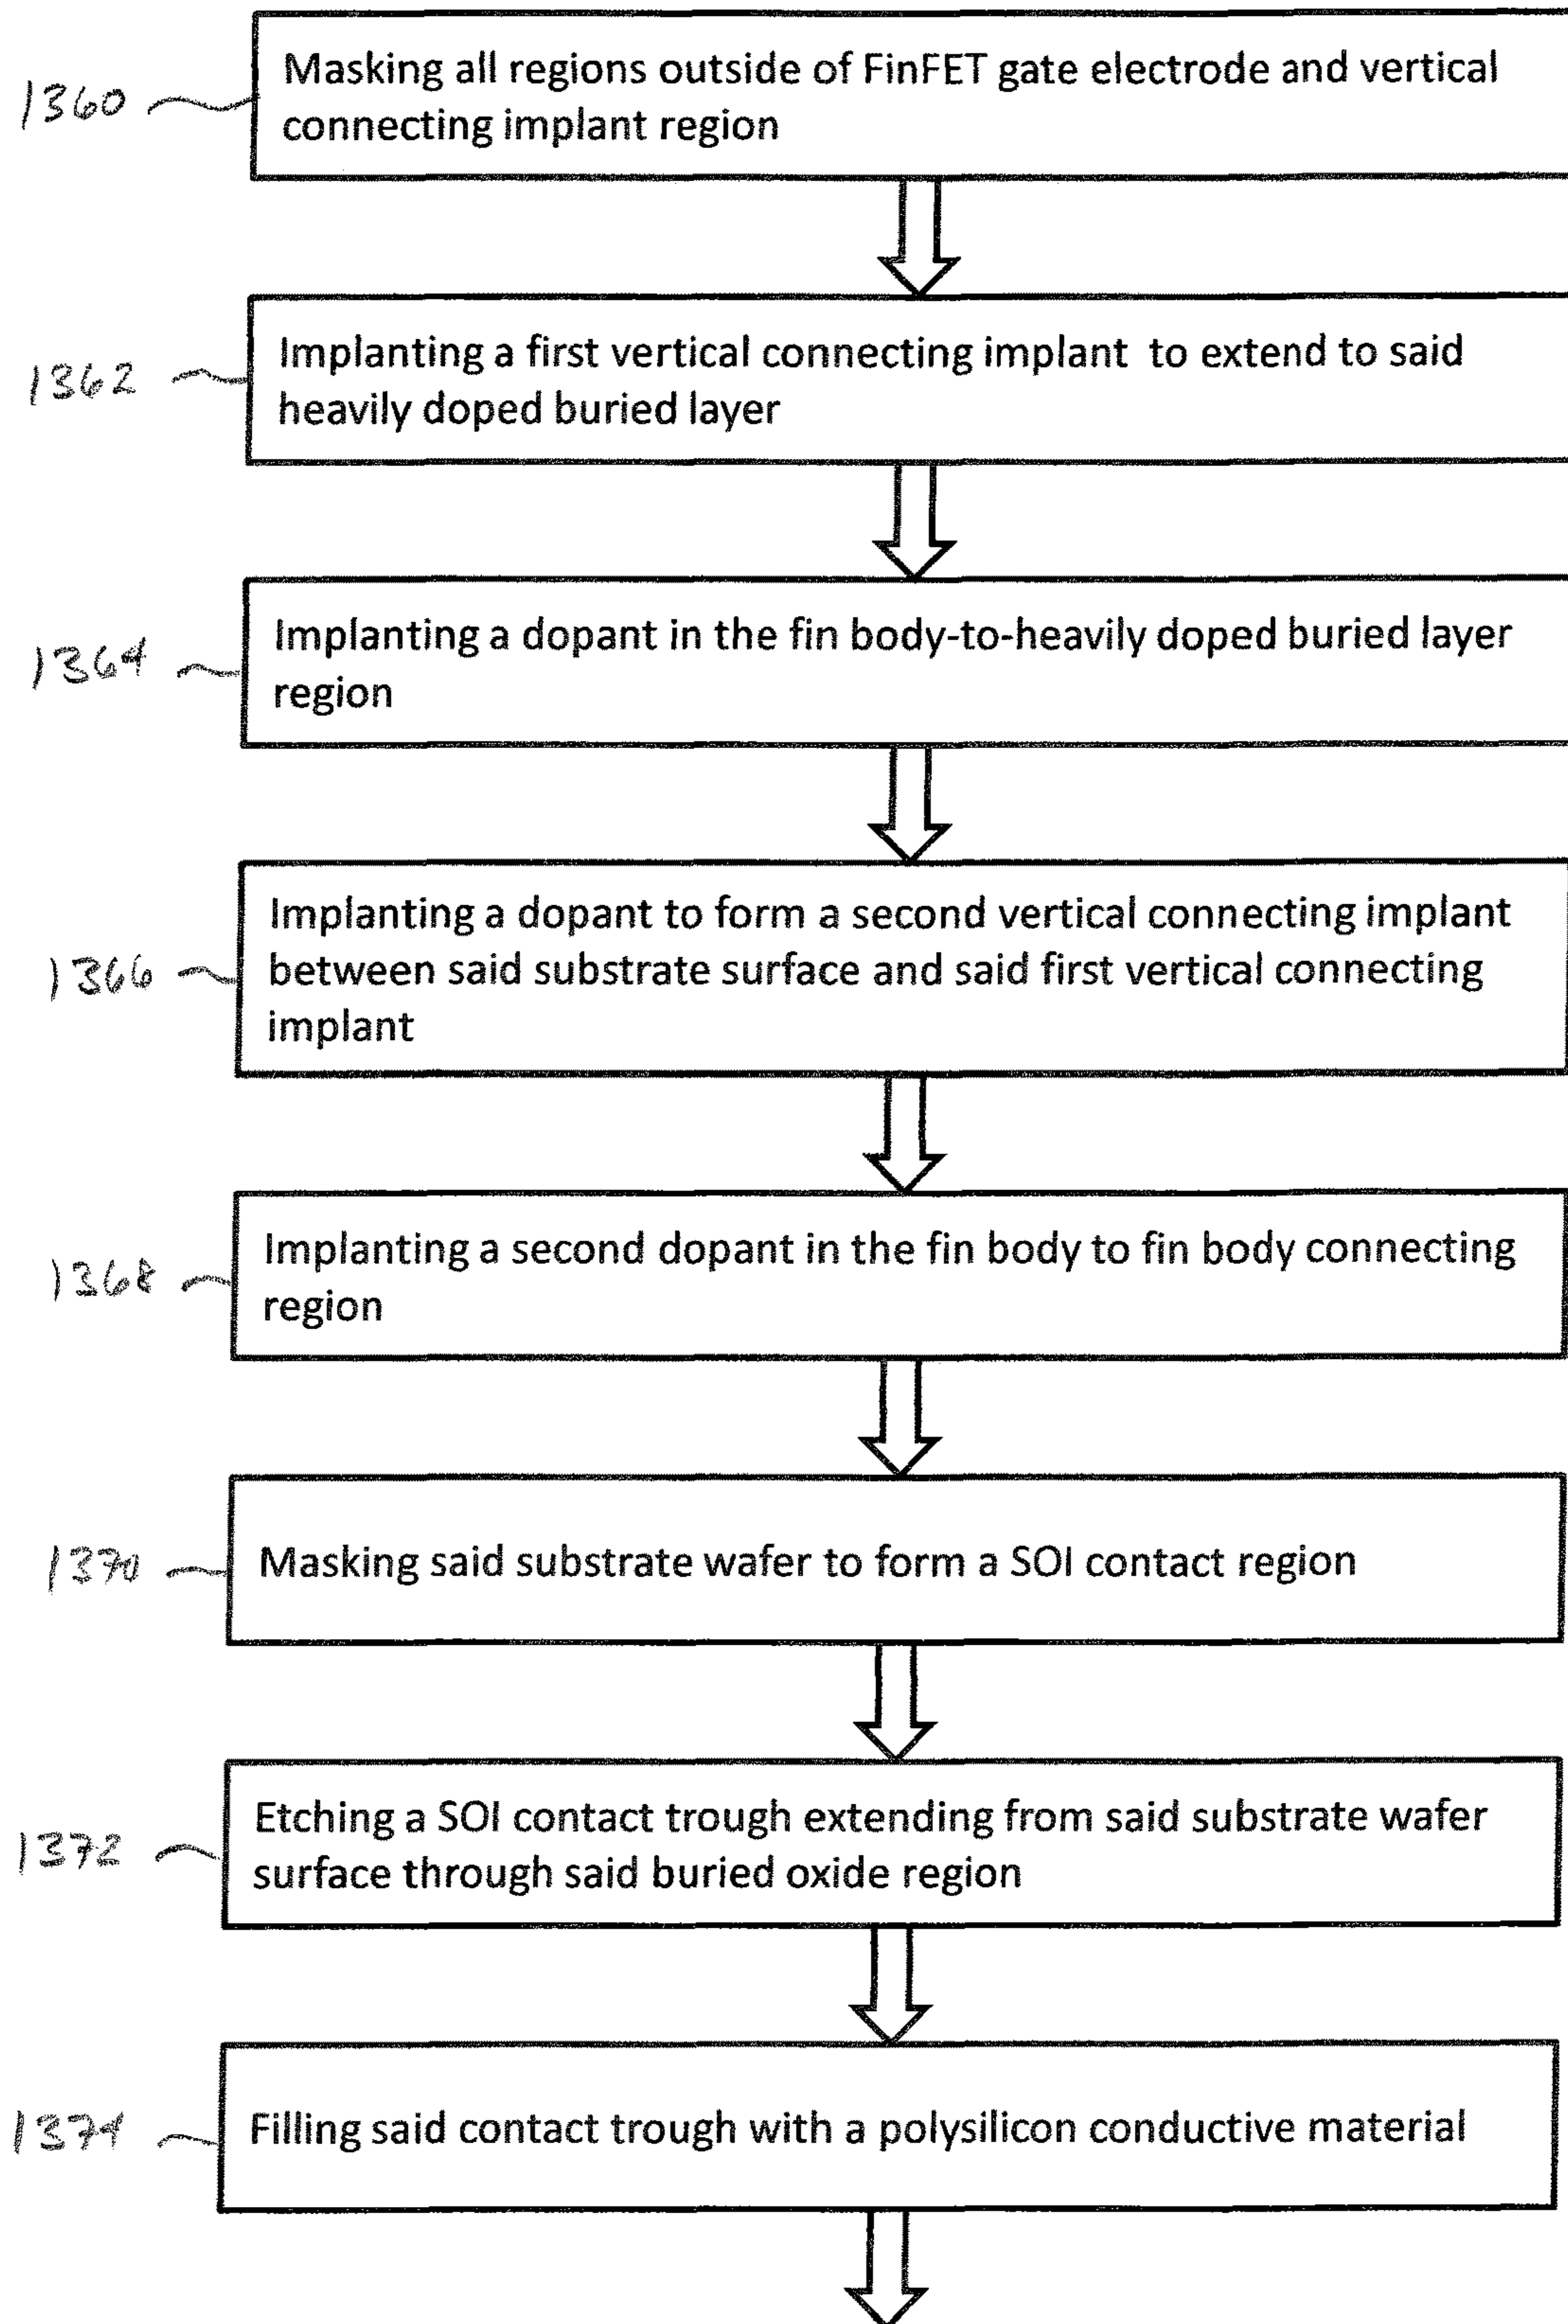 1360
Masking all regions outside of FinFET gate electrode and vertical
connecting implant region
1362
Implanting a first vertical connecting implant to extend to said
heavily doped buried layer
1364
Implanting a dopant in the fin body-to-heavily doped buried layer
region
1366
Implanting a dopant to form a second vertical connecting implant
between said substrate surface and said first vertical connecting
implant
1368
Implanting a second dopant in the fin body to fin body connecting
region
1370
Masking said substrate wafer to form a SOI contact region
1372
Etching a SOI contact trough extending from said substrate wafer
surface through said buried oxide region
1374
Filling said contact trough with a polysilicon conductive material